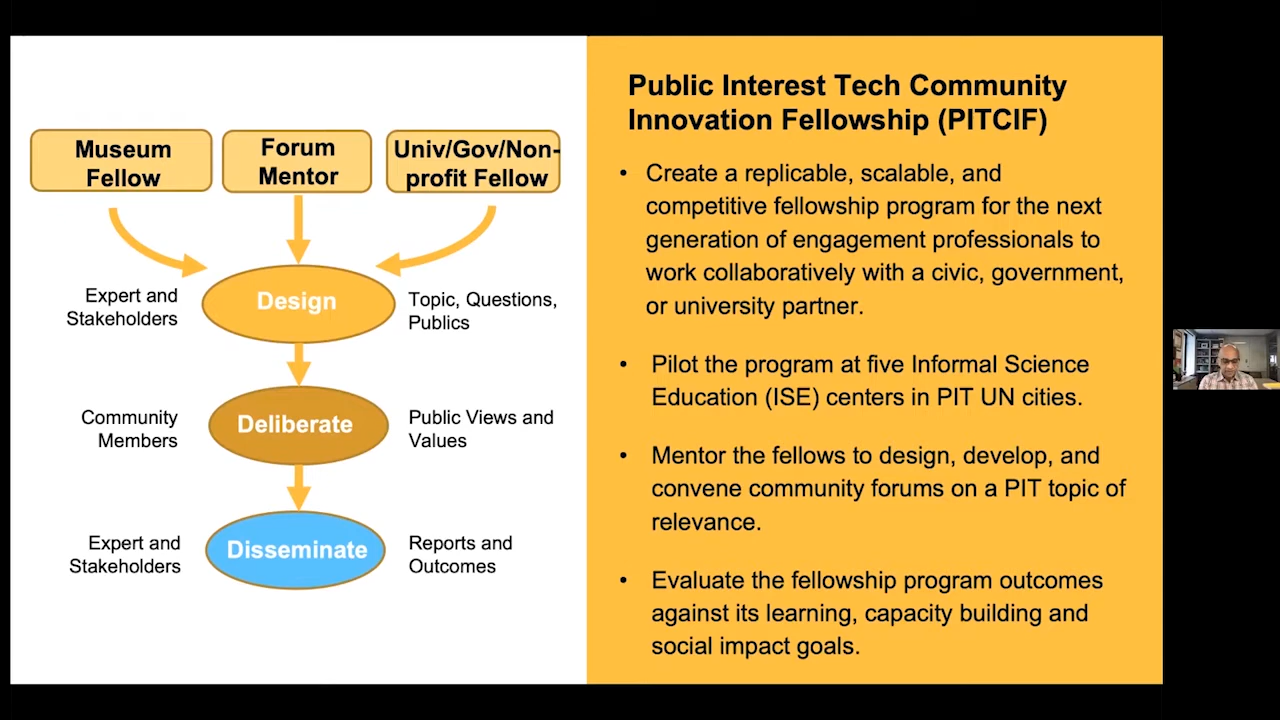 Museum
Fellow
Forum
Mentor
Univ/Gov/Non-
profit Fellow
Expert and
Stakeholders
Design
Topic, Questions,
Publics
Community
Members
Deliberate
Public Views and
Values
Expert and
Stakeholders
Disseminate
Reports and
Outcomes
Public Interest Tech Community
Innovation Fellowship (PITCIF)
• Create a replicable, scalable, and
competitive fellowship program for the next
generation of engagement professionals to
work collaboratively with a civic, government,
or university partner.
• Pilot the program at five Informal Science
Education (ISE) centers in PIT UN cities.
• Mentor the fellows to design, develop, and
convene community forums on a PIT topic of
relevance.
• Evaluate the fellowship program outcomes
against its learning, capacity building and
social impact goals.